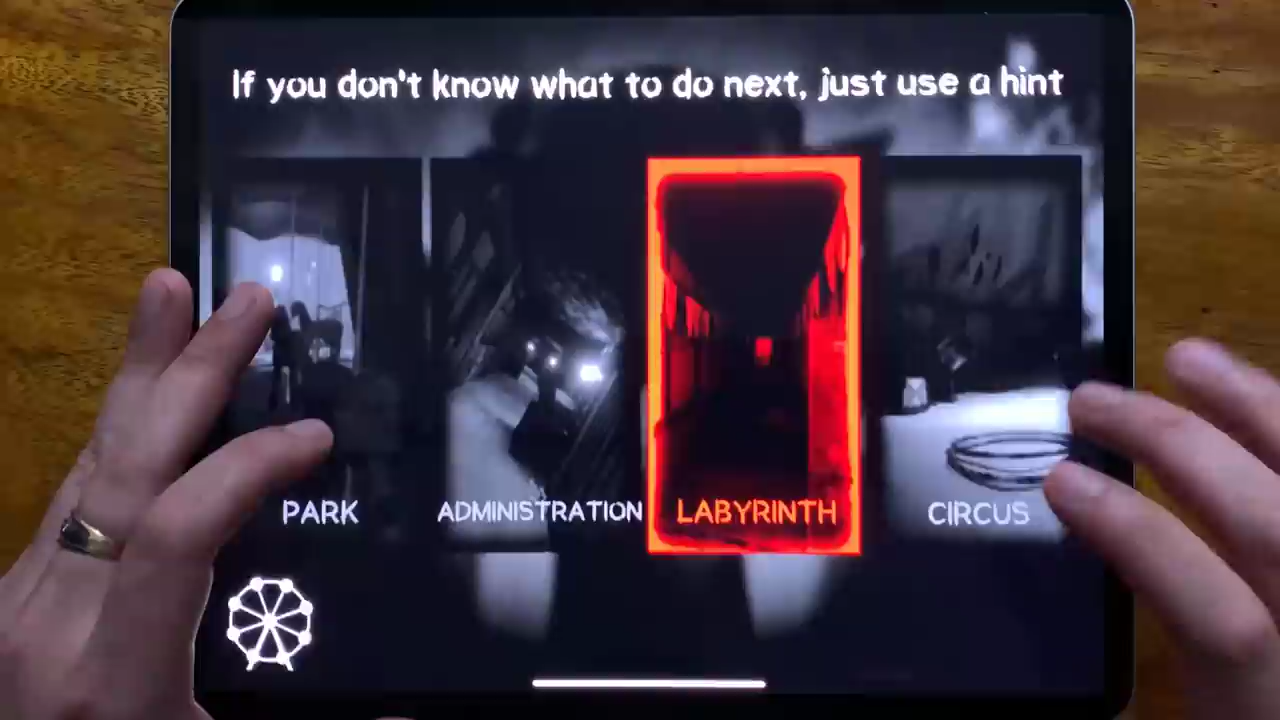 If you don't know what to do next, just use a hint
PARK
ADMINISTRATION
LABYRINTH
CIRCUS